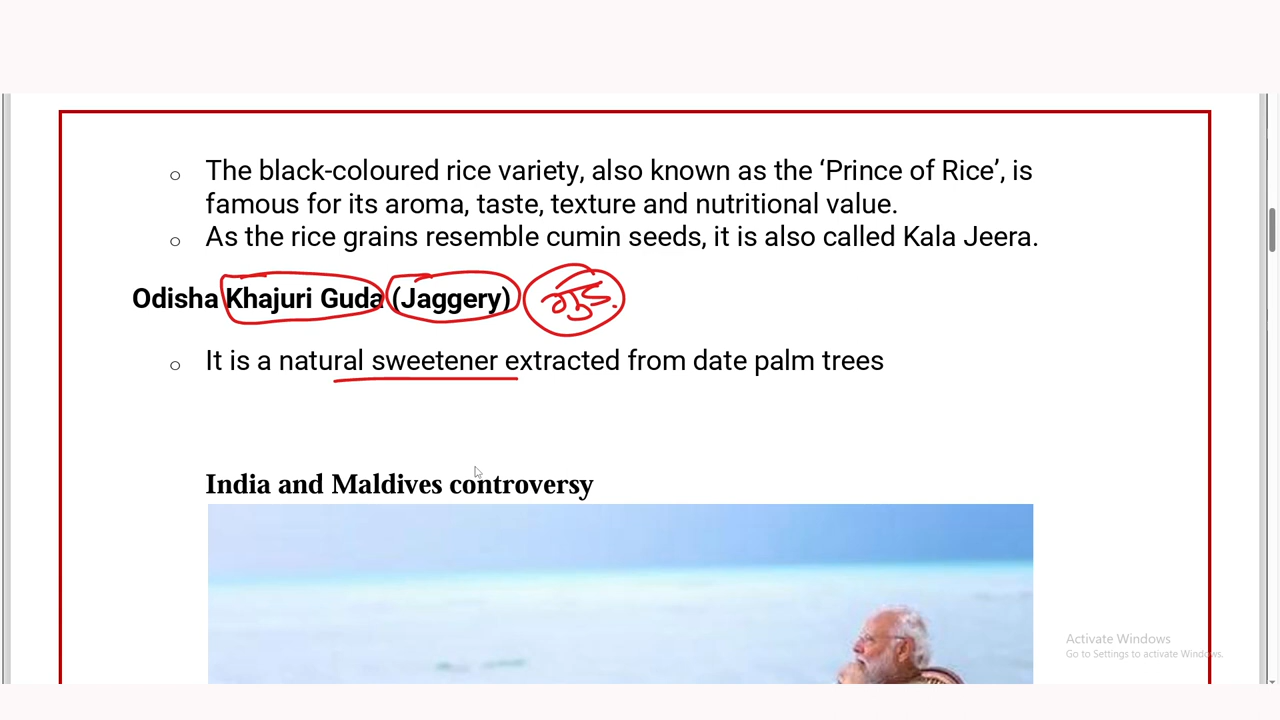 The black-coloured rice variety, also known as the ‘Prince of Rice’, is
famous for its aroma, taste, texture and nutritional value.
As the rice grains resemble cumin seeds, it is also called Kala Jeera.
Odisha Khajuri Guda (Jaggery) गुड.
It is a natural sweetener extracted from date palm trees
India and Maldives controversy
Activate Windows
Go to Settings to activate Windows.